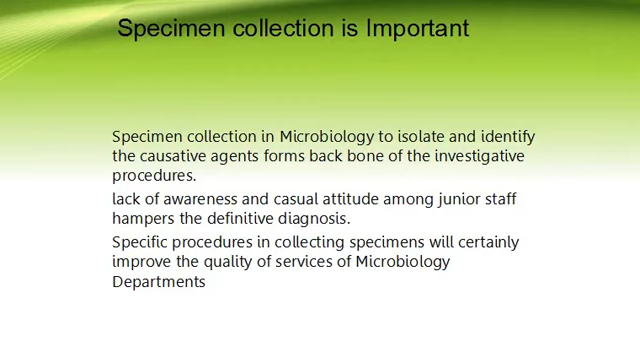 Specimen collection is Important
Specimen collection in Microbiology to isolate and identify
the causative agents forms back bone of the investigative
procedures.
lack of awareness and casual attitude among junior staff
hampers the definitive diagnosis.
Specific procedures in collecting specimens will certainly
improve the quality of services of Microbiology
Departments